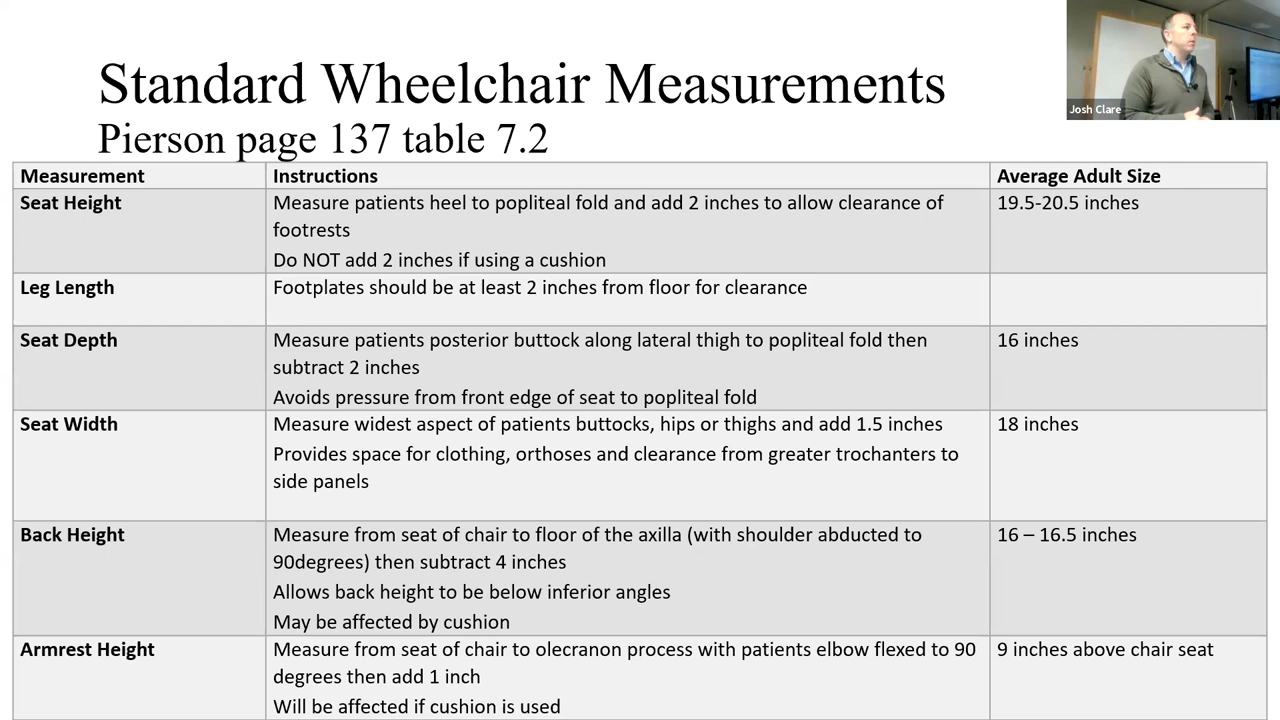 Standard Wheelchair Measurements
Pierson page 137 table 7.2
Josh Clare
Measurement
Instructions
Average Adult Size
Seat Height
Measure patients heel to popliteal fold and add 2 inches to allow clearance of
footrests
Do NOT add 2 inches if using a cushion
19.5-20.5 inches
Leg Length
Footplates should be at least 2 inches from floor for clearance
Seat Depth
Measure patients posterior buttock along lateral thigh to popliteal fold then
subtract 2 inches
Avoids pressure from front edge of seat to popliteal fold
16 inches
Seat Width
Measure widest aspect of patients buttocks, hips or thighs and add 1.5 inches
Provides space for clothing, orthoses and clearance from greater trochanters to
side panels
18 inches
Back Height
Measure from seat of chair to floor of the axilla (with shoulder abducted to
90degrees) then subtract 4 inches
Allows back height to be below inferior angles
May be affected by cushion
16 – 16.5 inches
Armrest Height
Measure from seat of chair to olecranon process with patients elbow flexed to 90
degrees then add 1 inch
Will be affected if cushion is used
9 inches above chair seat